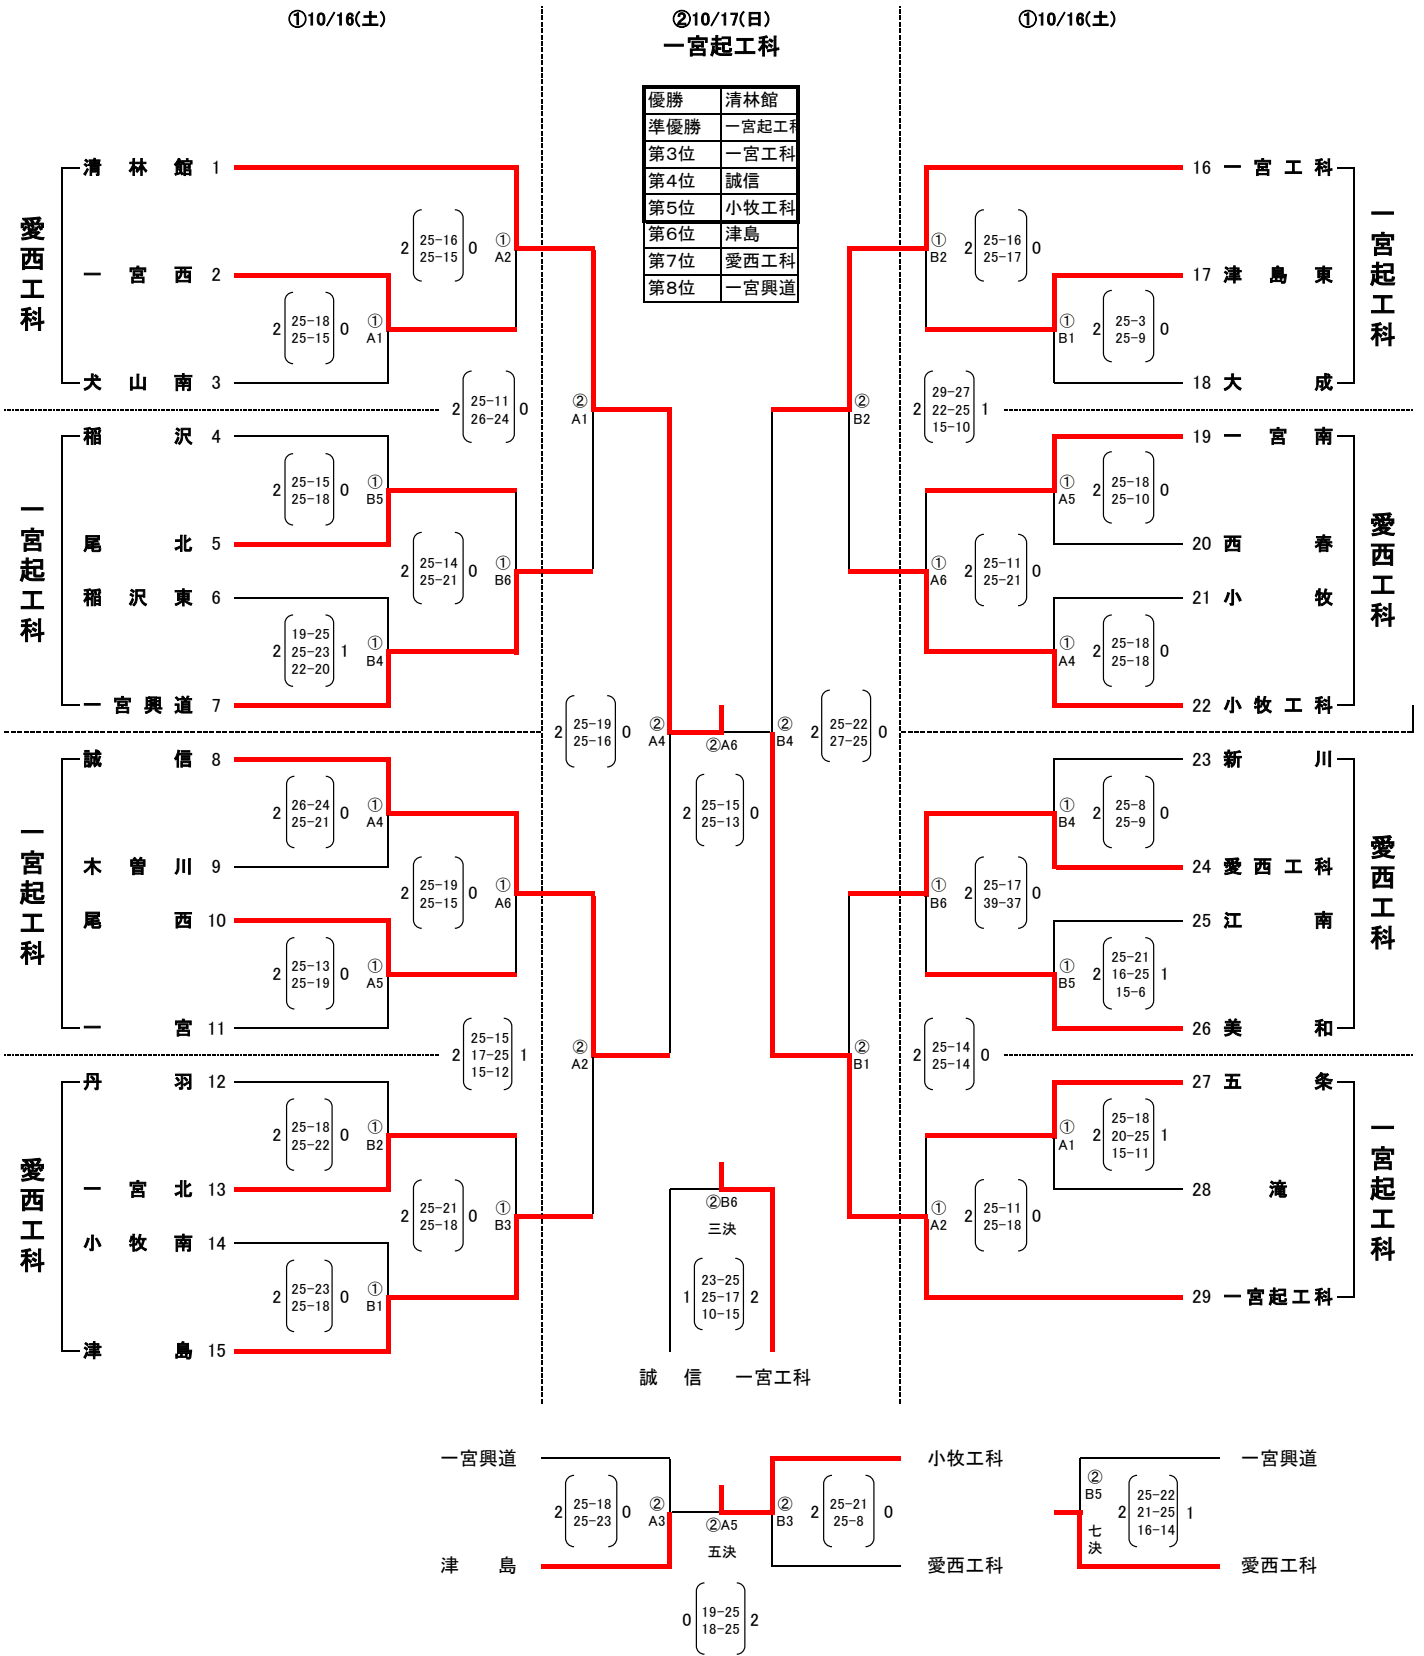 ①10/16(土)
②10/17(日)
①10/16(土)
一宮起工科
優勝 清林館
準優勝 一宮起工科
第3位 一宮工科
第4位 誠信
第5位 小牧工科
第6位 津島
第7位 愛西工科
第8位 一宮興道
愛西工科
清林館 1
2 25-16 0
25-15
① A2
一宮西 2
2 25-18 0
25-15
① A1
犬山南 3
2 25-11 0
26-24
② A1
一宮起工科
稲沢 4
2 25-15 0
25-18
① B5
尾北 5
2 25-14 0
25-21
① B6
稲沢東 6
19-25
2 25-23 1
22-20
① B4
一宮興道 7
2 25-19 0
25-16
② A4
一宮起工科
誠信 8
2 26-24 0
25-21
① A4
木曽川 9
2 25-19 0
25-15
① A6
尾西 10
2 25-13 0
25-19
① A5
一宮 11
25-15
2 17-25 1
15-12
② A2
愛西工科
丹羽 12
2 25-18 0
25-22
① B2
一宮北 13
2 25-21 0
25-18
① B3
小牧南 14
2 25-23 0
25-18
① B1
津島 15
②A6
2 25-15 0
25-13
②B6
三決
23-25
1 25-17 2
10-15
誠信 一宮工科
16 一宮工科
一宮起工科
① B2
2 25-16 0
25-17
17 津島東
① B1
2 25-3 0
25-9
18 大成
② B2
29-27
2 22-25 1
15-10
19 一宮南
愛西工科
① A5
2 25-18 0
25-10
20 西春
① A6
2 25-11 0
25-21
21 小牧
① A4
2 25-18 0
25-18
22 小牧工科
② B4
2 25-22 0
27-25
23 新川
愛西工科
① B4
2 25-8 0
25-9
24 愛西工科
① B6
2 25-17 0
39-37
25 江南
① B5
25-21
2 16-25 1
15-6
26 美和
② B1
2 25-14 0
25-14
27 五条
一宮起工科
① A1
25-18
2 20-25 1
15-11
28 滝
① A2
2 25-11 0
25-18
29 一宮起工科
一宮興道
2 25-18 0
25-23
② A3
津島
②A5
五決
0 19-25 2
18-25
小牧工科
② B3
2 25-21 0
25-8
愛西工科
一宮興道
② B5
七決
25-22
2 21-25 1
16-14
愛西工科